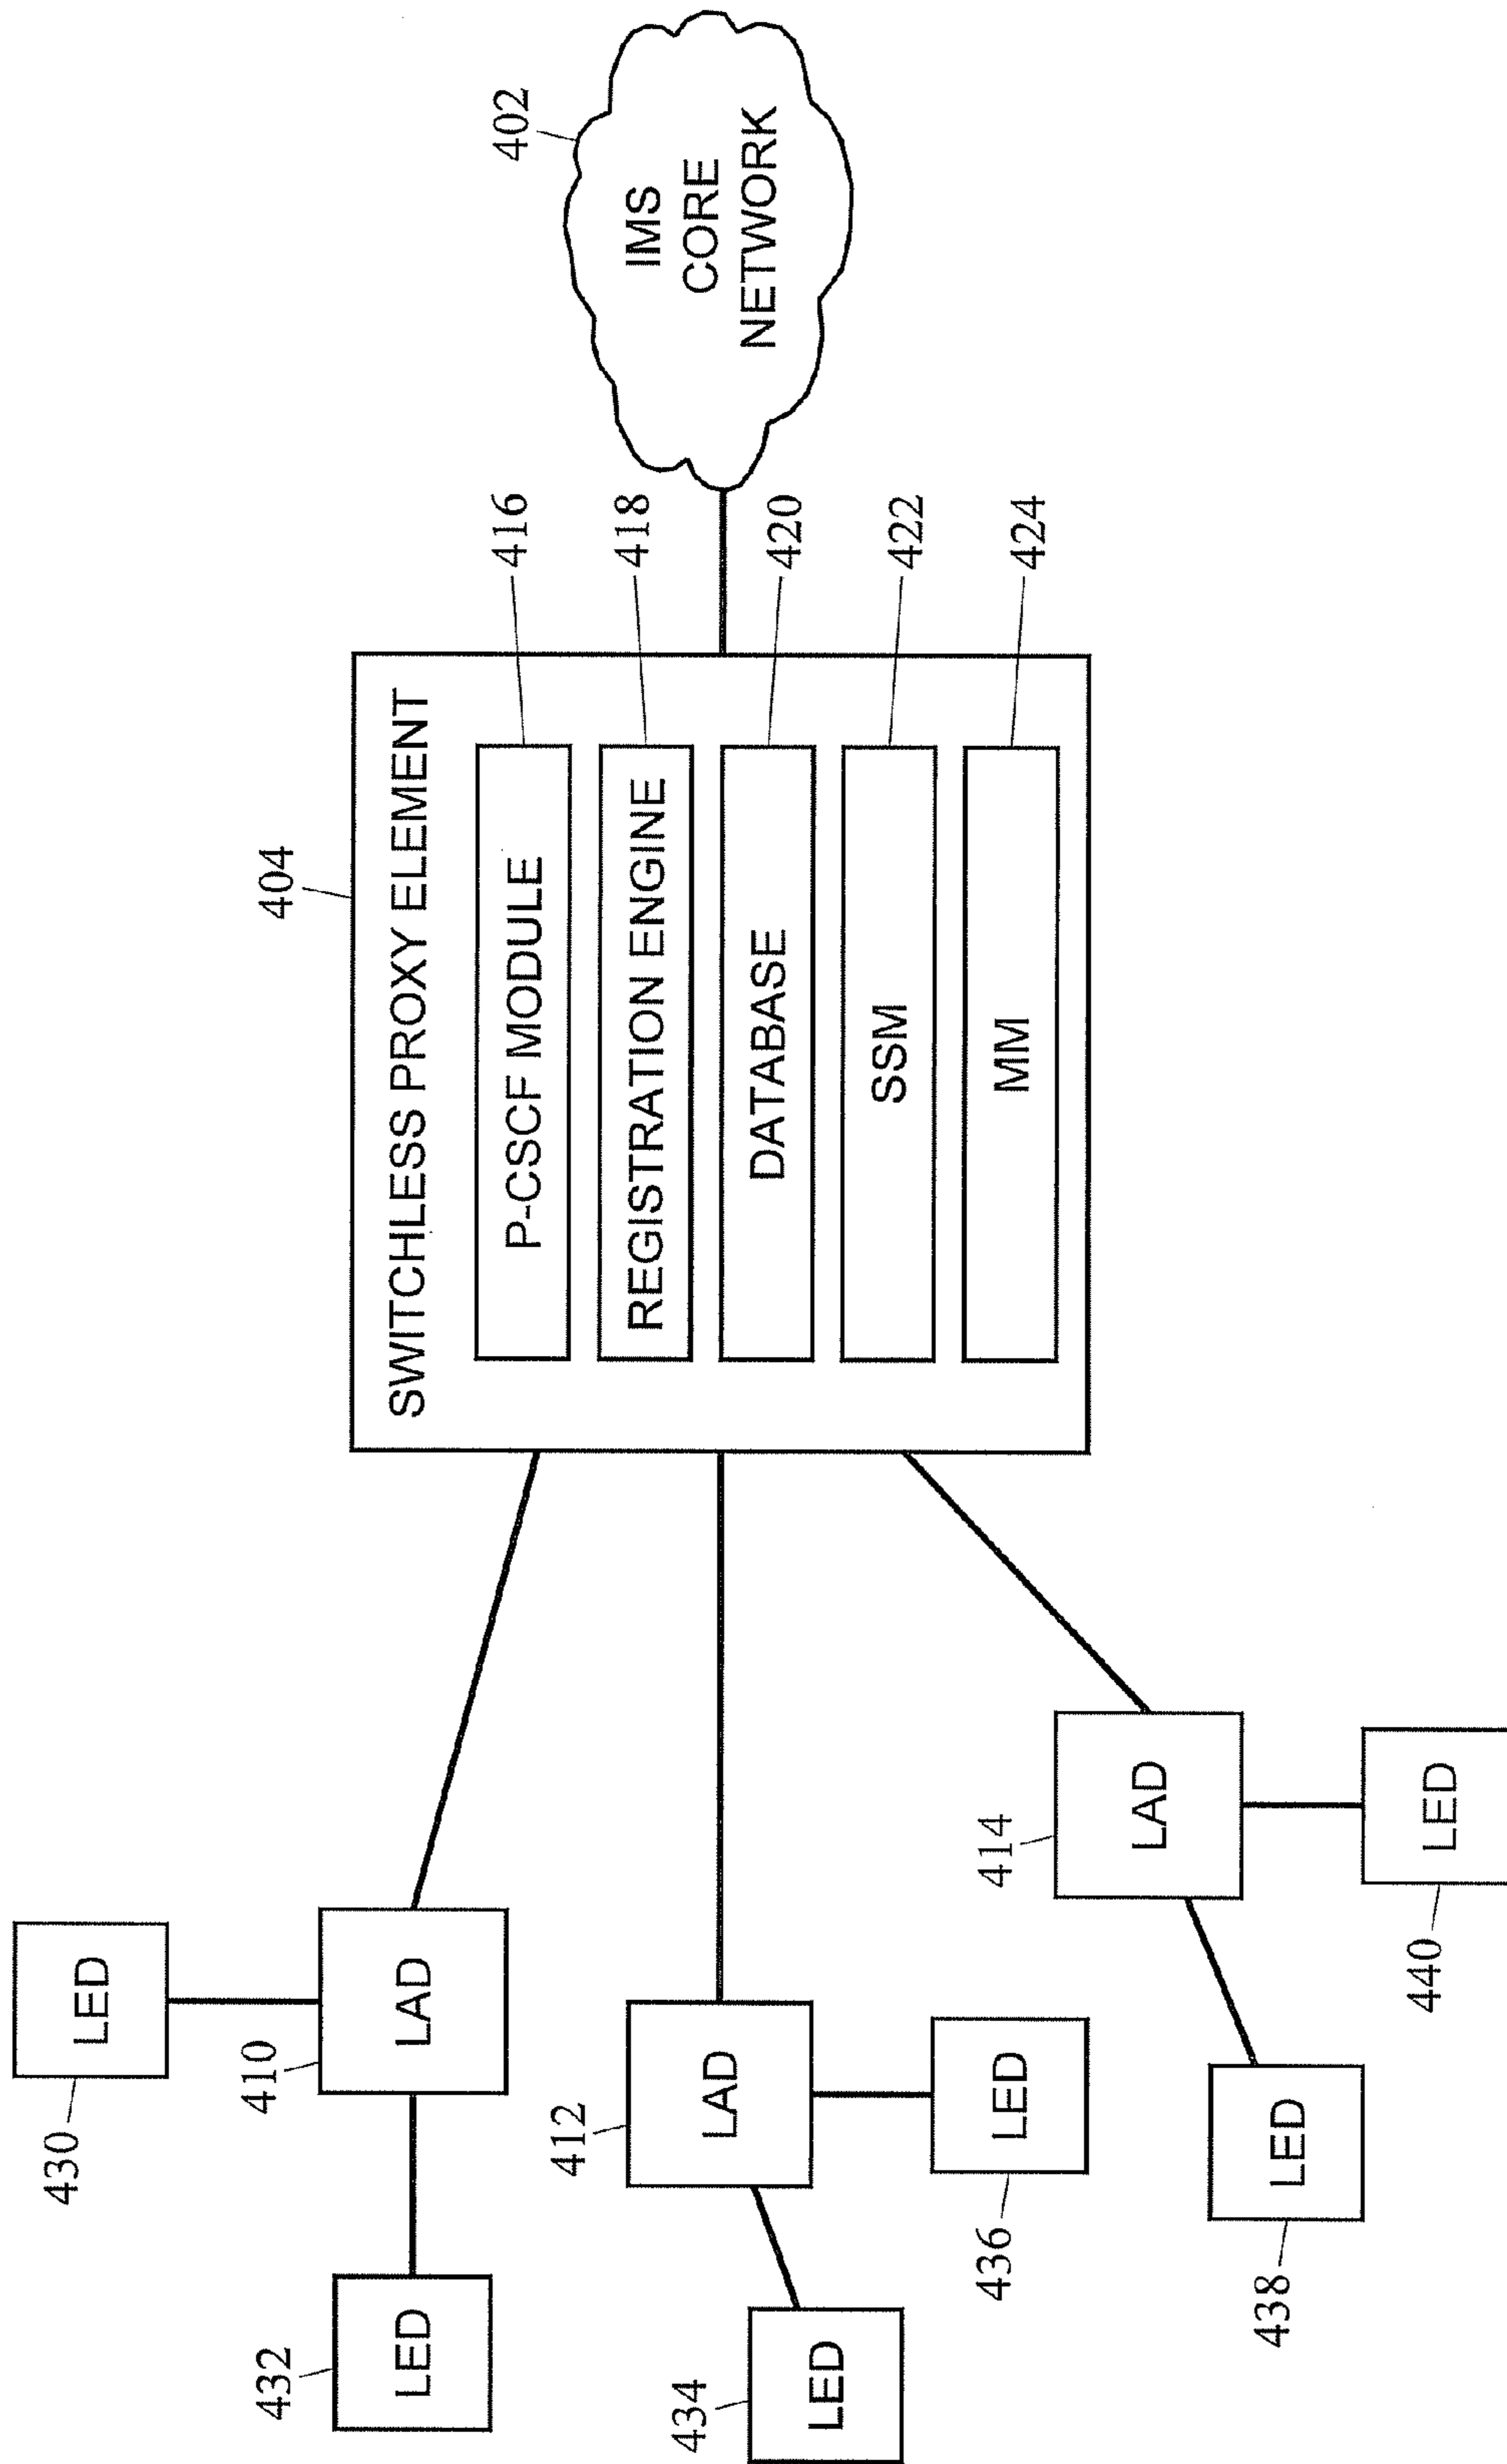 402
IMS
CORE
NETWORK
404
SWITCHLESS PROXY ELEMENT
P-CSCF MODULE
416
REGISTRATION ENGINE
418
DATABASE
420
SSM
422
MM
424
430
LED
410
LAD
432
LED
412
LAD
434
LED
436
LED
414
LAD
438
LED
440
LED